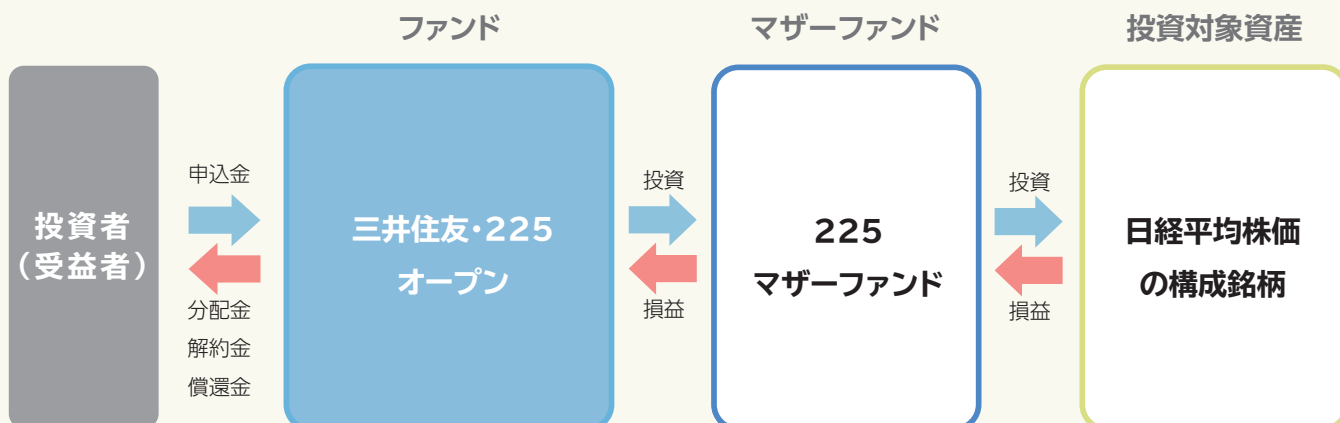 ファンド
マザーファンド
投資対象資産
投資者
（受益者）
申込金
分配金
解約金
償還金
三井住友・225
オープン
投資
損益
225
マザーファンド
投資
損益
日経平均株価
の構成銘柄